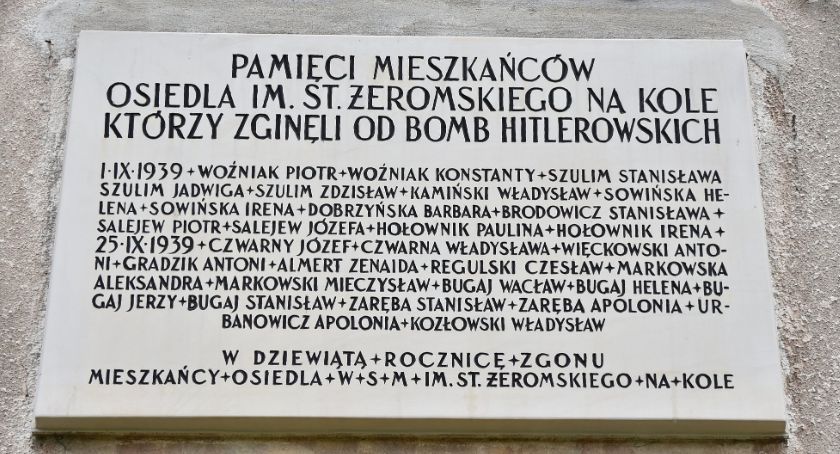 PAMIĘCI MIESZKAŃCÓW
OSIEDLA IM. ST. ŻEROMSKIEGO NA KOLE
KTÓRZY ZGINĘLI OD BOMB HITLEROWSKICH
1·IX·1939+WOŹNIAK PIOTR+WOŹNIAK KONSTANTY+SZULIM STANISŁAWA
SZULIM JADWIGA+SZULIM ZDZISŁAW+KAMIŃSKI WŁADYSŁAW+SOWIŃSKA HE-
LENA+SOWIŃSKA IRENA+DOBRZYŃSKA BARBARA+BRODOWICZ STANISŁAWA+
SALEJEW PIOTR+SALEJEW JÓZEFA+HOŁOWNIK PAULINA+HOŁOWNIK IRENA+
25·IX·1939+CZWARNY JÓZEF+CZWARNA WŁADYSŁAWA+WIĘCKOWSKI ANTO-
NI+GRADZIK ANTONI+ALMERT ZENAIDA+REGULSKI CZESŁAW+MARKOWSKA
ALEKSANDRA+MARKOWSKI MIECZYSŁAW+BUGAJ WACŁAW+BUGAJ HELENA+BU-
GAJ JERZY+BUGAJ STANISŁAW+ZARĘBA STANISŁAW+ZARĘBA APOLONIA+UR-
BANOWICZ APOLONIA+KOZŁOWSKI WŁADYSŁAW
W DZIEWIĄTĄ+ROCZNICĘ+ZGONU
MIESZKAŃCY+OSIEDLA+W+S+M+IM. ST. ŻEROMSKIEGO+NA+KOLE